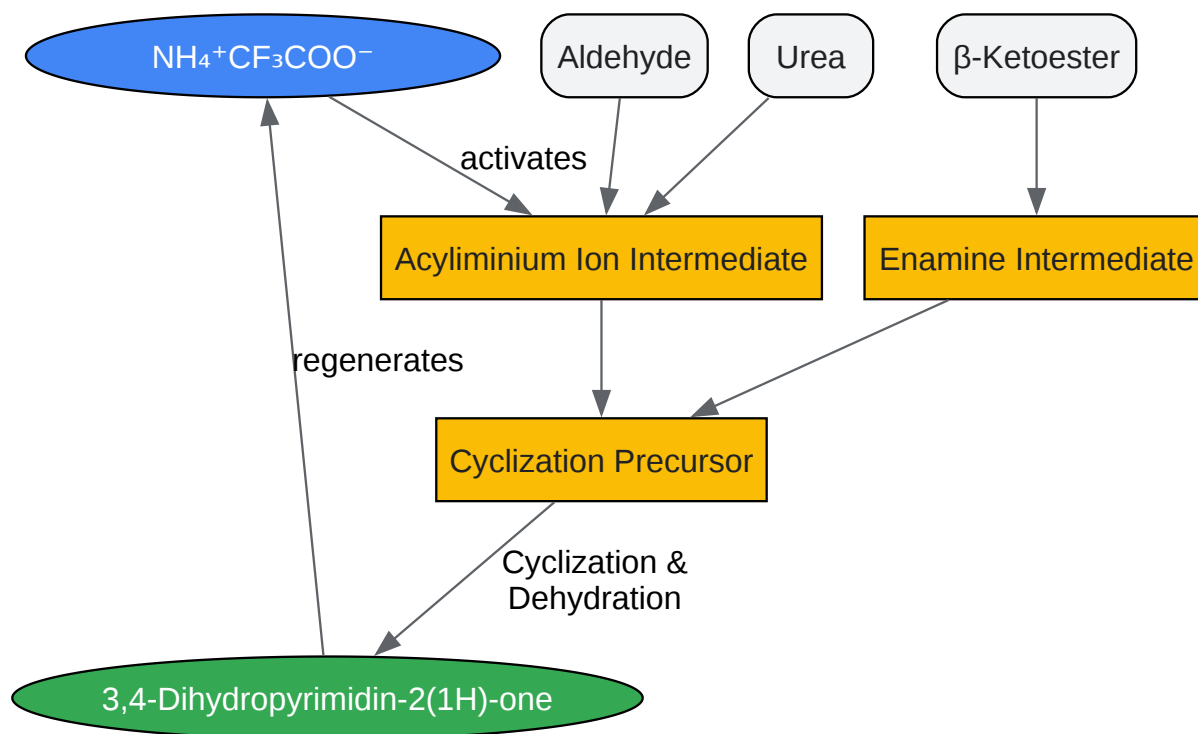 NH₄⁺CF₃COO⁻
Aldehyde
Urea
β-Ketoester
activates
Acyliminium Ion Intermediate
Enamine Intermediate
regenerates
Cyclization Precursor
Cyclization &
Dehydration
3,4-Dihydropyrimidin-2(1H)-one